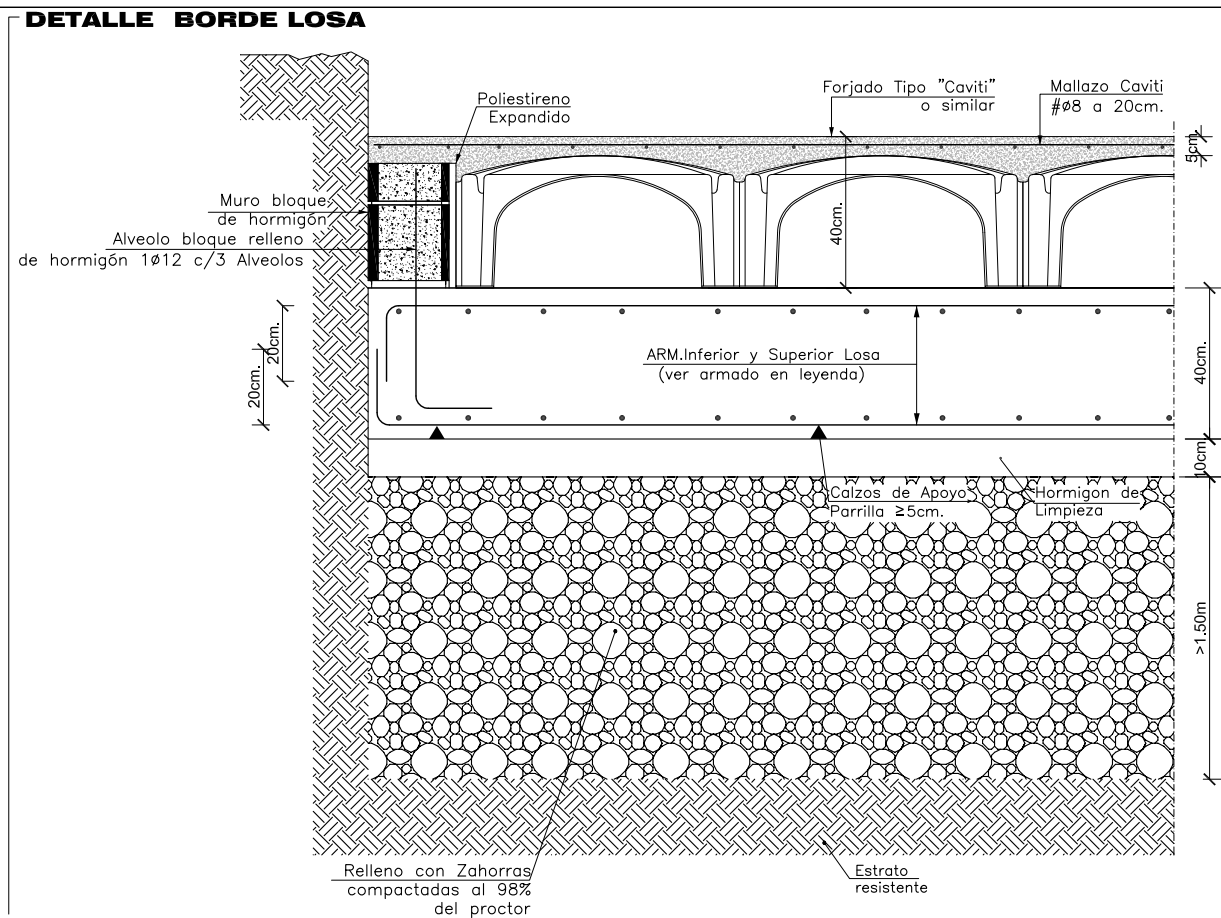 DETALLE BORDE LOSA
Poliestireno
Expandido
Forjado Tipo "Caviti"
o similar
Mallazo Caviti
#ø8 a 20cm.
5cm.
Muro bloque
de hormigón
Alveolo bloque relleno
de hormigón 1ø12 c/3 Alveolos
40cm.
20cm.
20cm.
ARM.Inferior y Superior Losa
(ver armado en leyenda)
40cm.
10cm.
Calzos de Apoyo
Parrilla ≥5cm.
Hormigon de
Limpieza
>1.50m
Relleno con Zahorras
compactadas al 98%
del proctor
Estrato
resistente